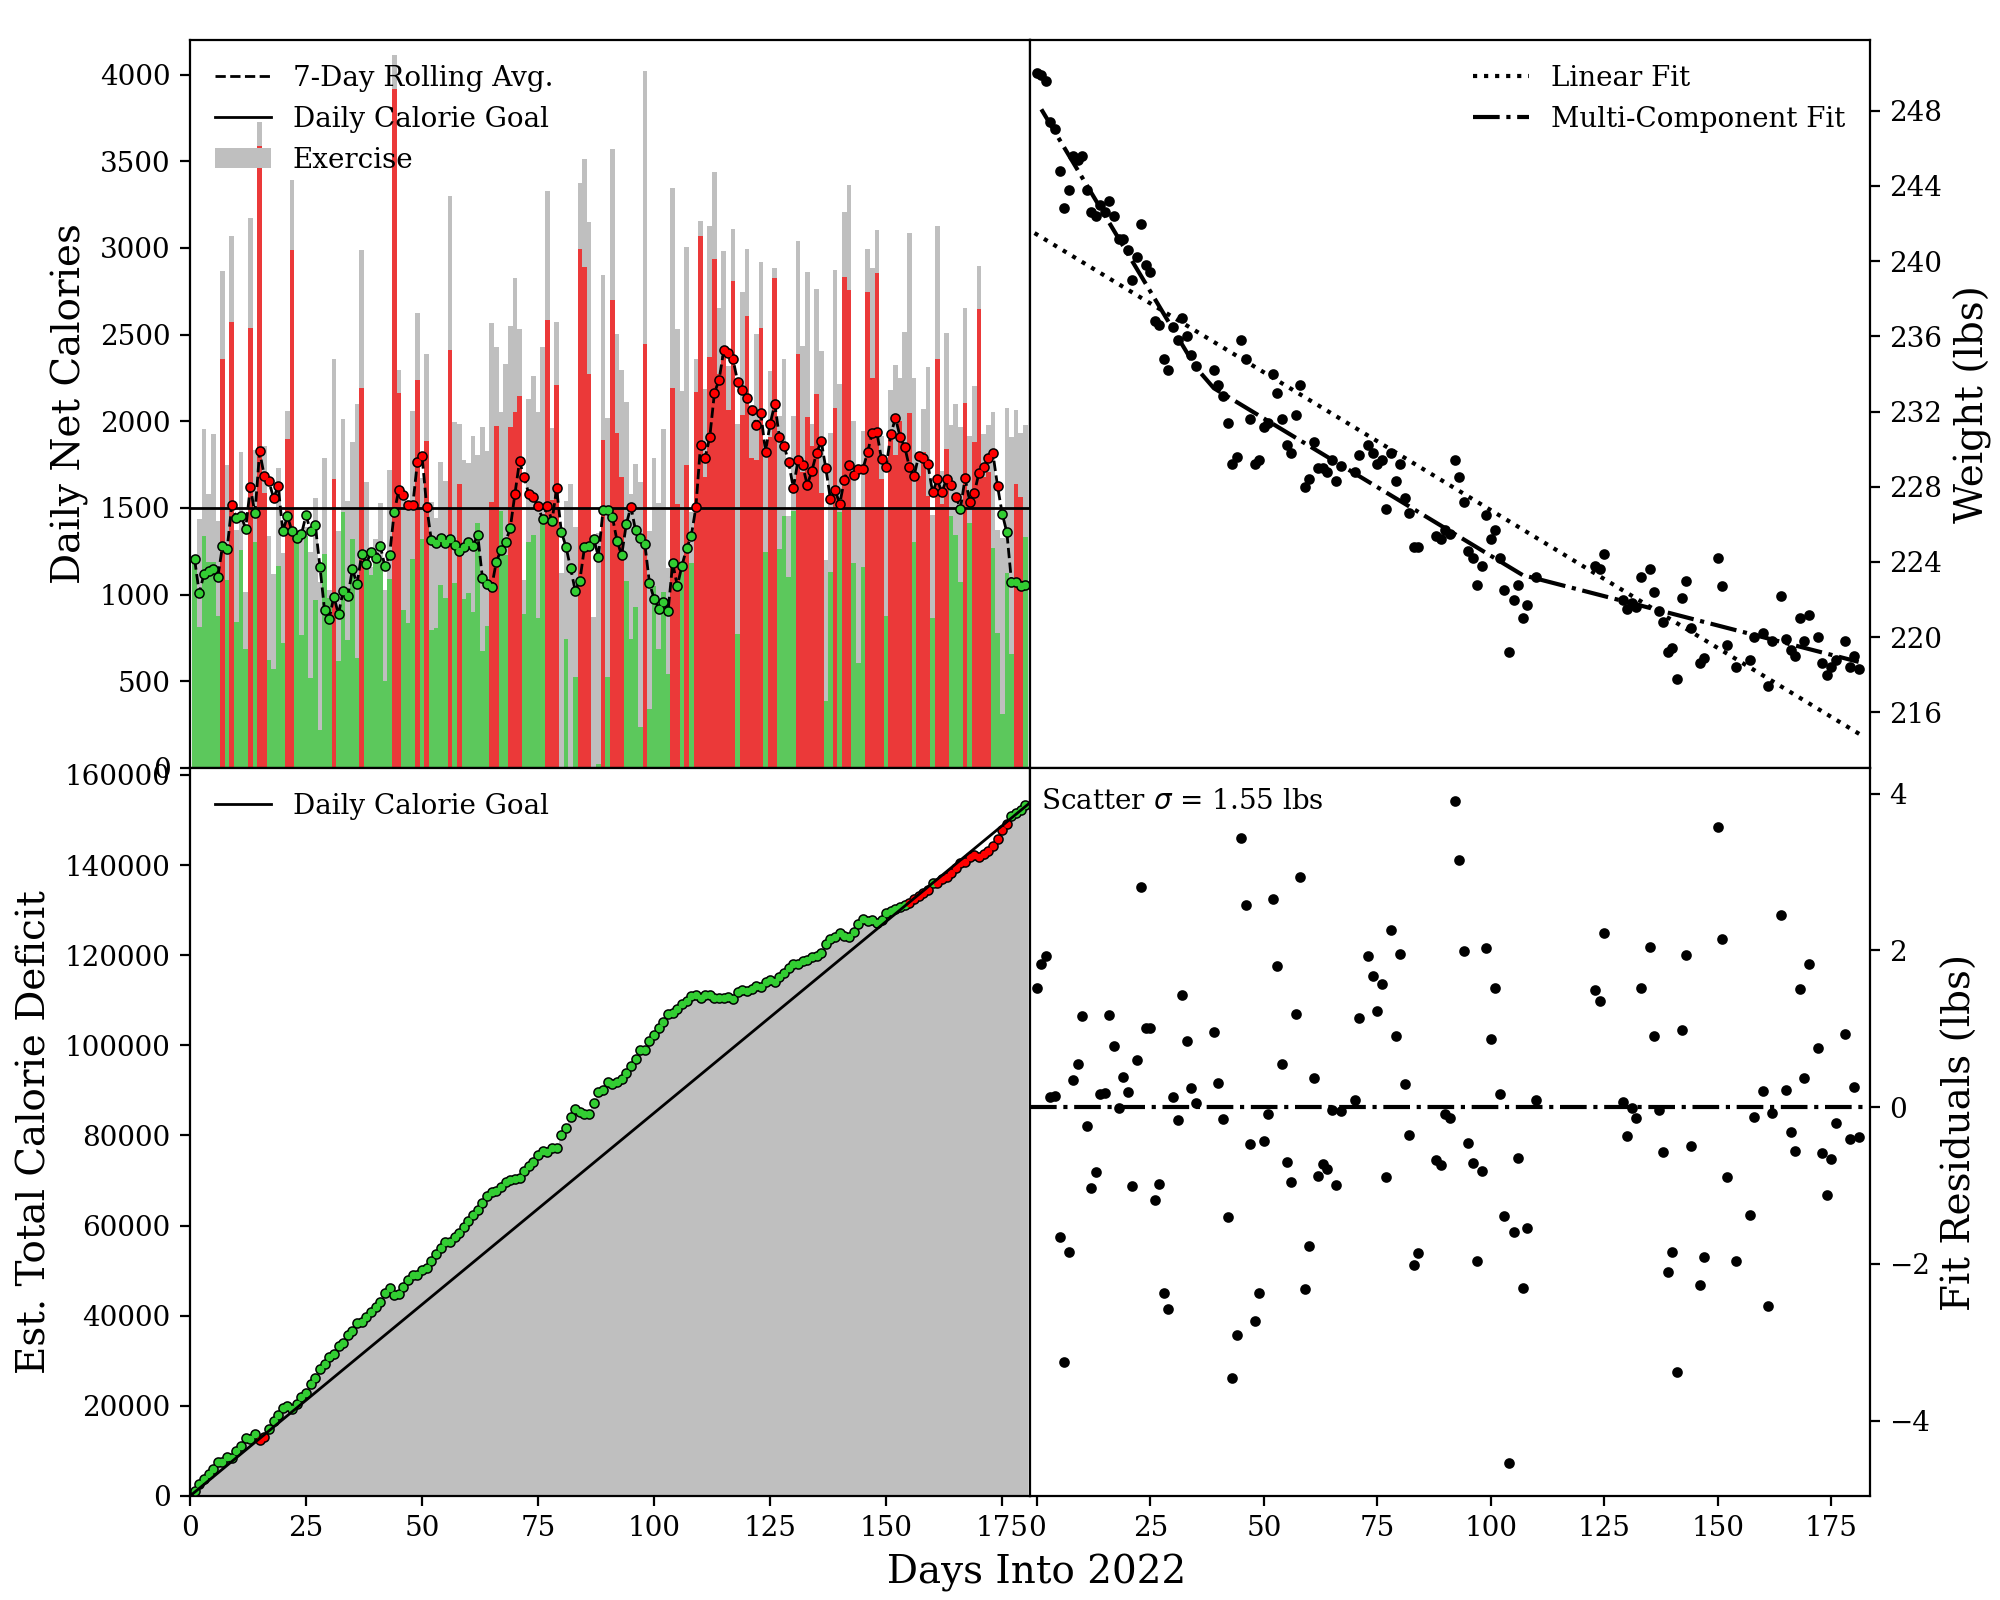 7-Day Rolling Avg.
Daily Calorie Goal
Exercise
Daily Net Calories
4000
3500
3000
2500
2000
1500
1000
500
0
Linear Fit
Multi-Component Fit
248
244
240
236
232
228
224
220
216
Weight (lbs)
Daily Calorie Goal
Est. Total Calorie Deficit
160000
140000
120000
100000
80000
60000
40000
20000
0
0 25 50 75 100 125 150 175
Scatter σ = 1.55 lbs
4
2
0
−2
−4
Fit Residuals (lbs)
0 25 50 75 100 125 150 175
Days Into 2022